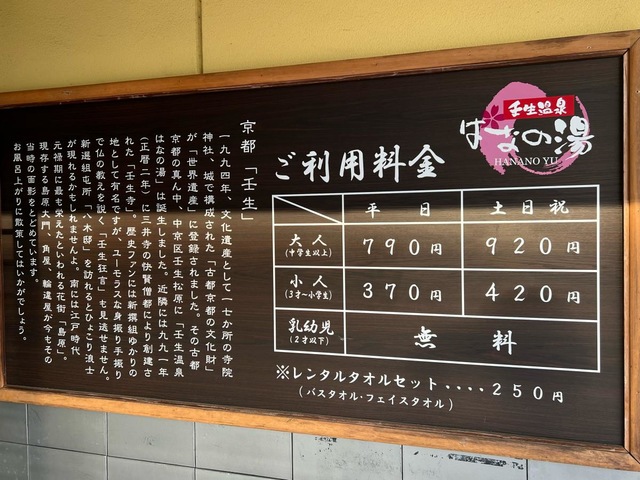 壬生温泉
はなの湯
HANANO YU
ご利用料金
平日 土日祝
大人 790円 920円
(中学生以上)
小人 370円 420円
(3才〜小学生)
乳幼児 無料
(2才以下)
※レンタルタオルセット....250円
(バスタオル・フェイスタオル)
京都「壬生」
一九九四年、文化遺産として一七か所の寺院
神社、城で構成された「古都京都の文化財」
が「世界遺産」に登録されました。その古都
京都の真ん中、中京区壬生松原に「壬生温泉
はなの湯」は誕生しました。近隣には九九一年
(正暦二年)に三井寺の快賢僧都により創建さ
れた「壬生寺」。歴史ファンには新撰組ゆかりの
地として有名ですが、ユーモラスな身振り手振り
で仏の教えを説く「壬生狂言」も見逃せません。
新選組屯所「八木邸」を訪れるとひょこり浪士
が現れるかもしれませんよ。南には江戸時代
元禄期に最も栄えたといわれる花街「島原」。
現存する島原大門、角屋、輪違屋が今もその
当時の面影をとどめています。
お風呂上がりに散策してはいかがでしょう。